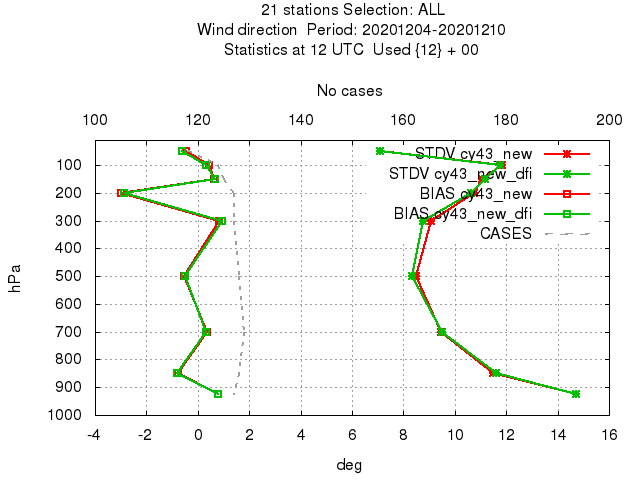 21 stations Selection: ALL
Wind direction  Period: 20201204-20201210
Statistics at 12 UTC  Used {12} + 00
No cases
100 120 140 160 180 200
STDV cy43_new
STDV cy43_new_dfi
BIAS cy43_new
BIAS cy43_new_dfi
CASES
hPa
100
200
300
400
500
600
700
800
900
1000
-4 -2 0 2 4 6 8 10 12 14 16
deg